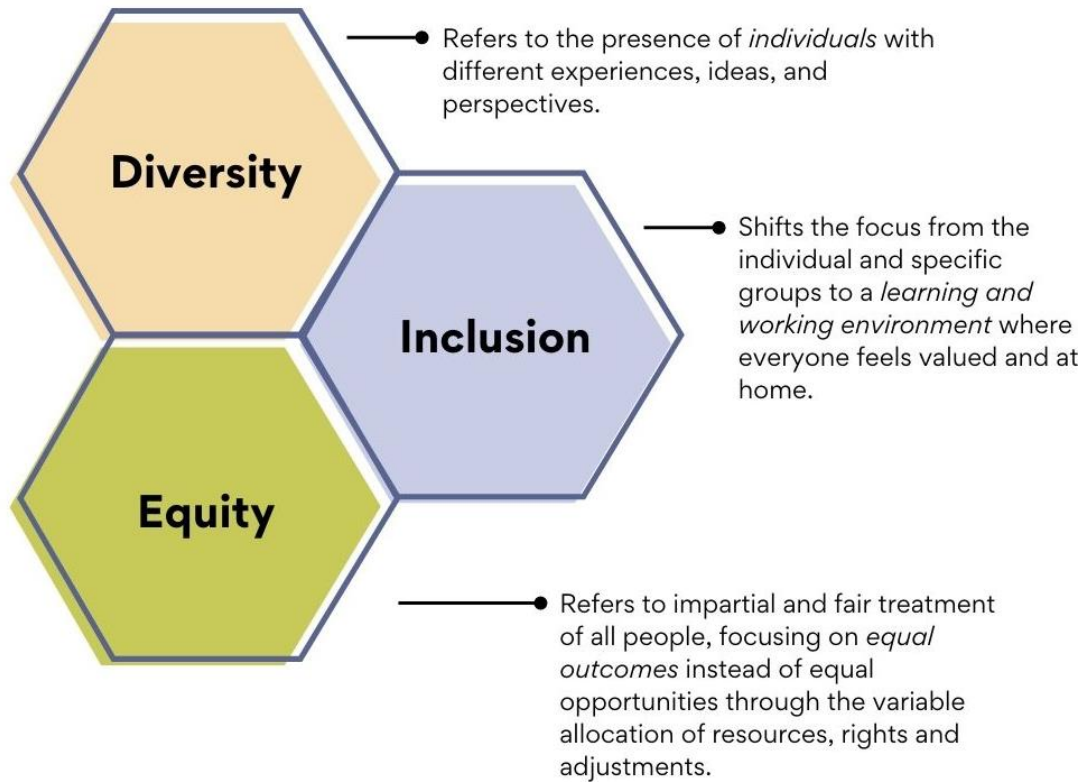 Diversity
Refers to the presence of individuals with
different experiences, ideas, and
perspectives.
Inclusion
Shifts the focus from the
individual and specific
groups to a learning and
working environment where
everyone feels valued and at
home.
Equity
Refers to impartial and fair treatment
of all people, focusing on equal
outcomes instead of equal
opportunities through the variable
allocation of resources, rights and
adjustments.